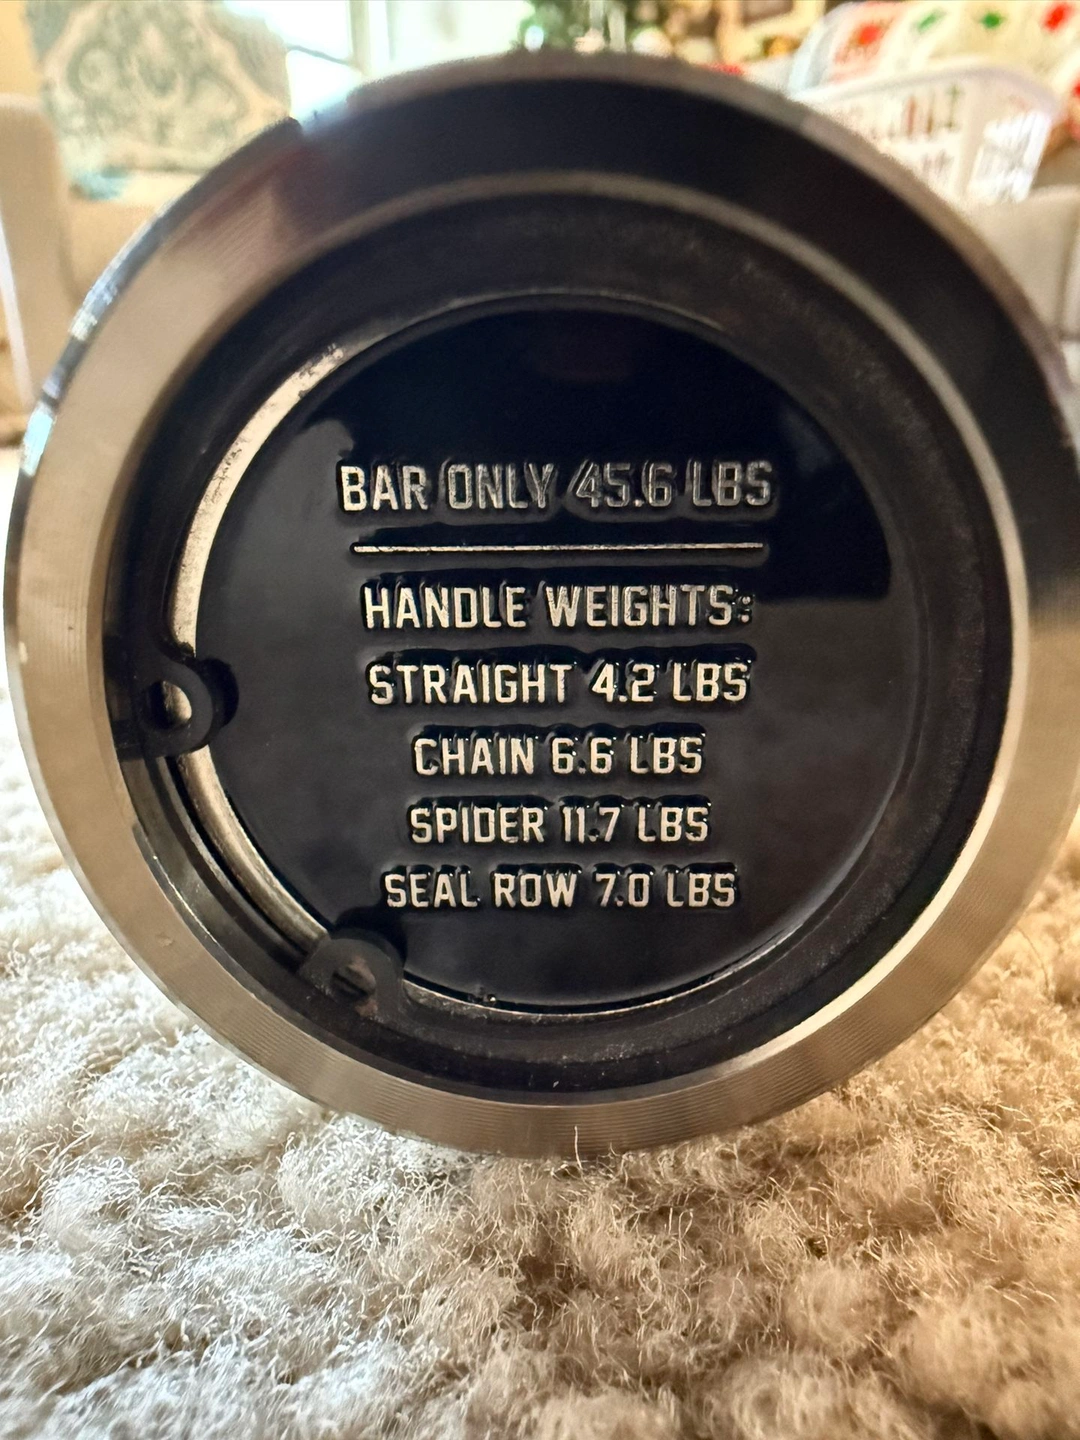 BAR ONLY 45.6 LBS
HANDLE WEIGHTS:
STRAIGHT 4.2 LBS
CHAIN 6.6 LBS
SPIDER 11.7 LBS
SEAL ROW 7.0 LBS